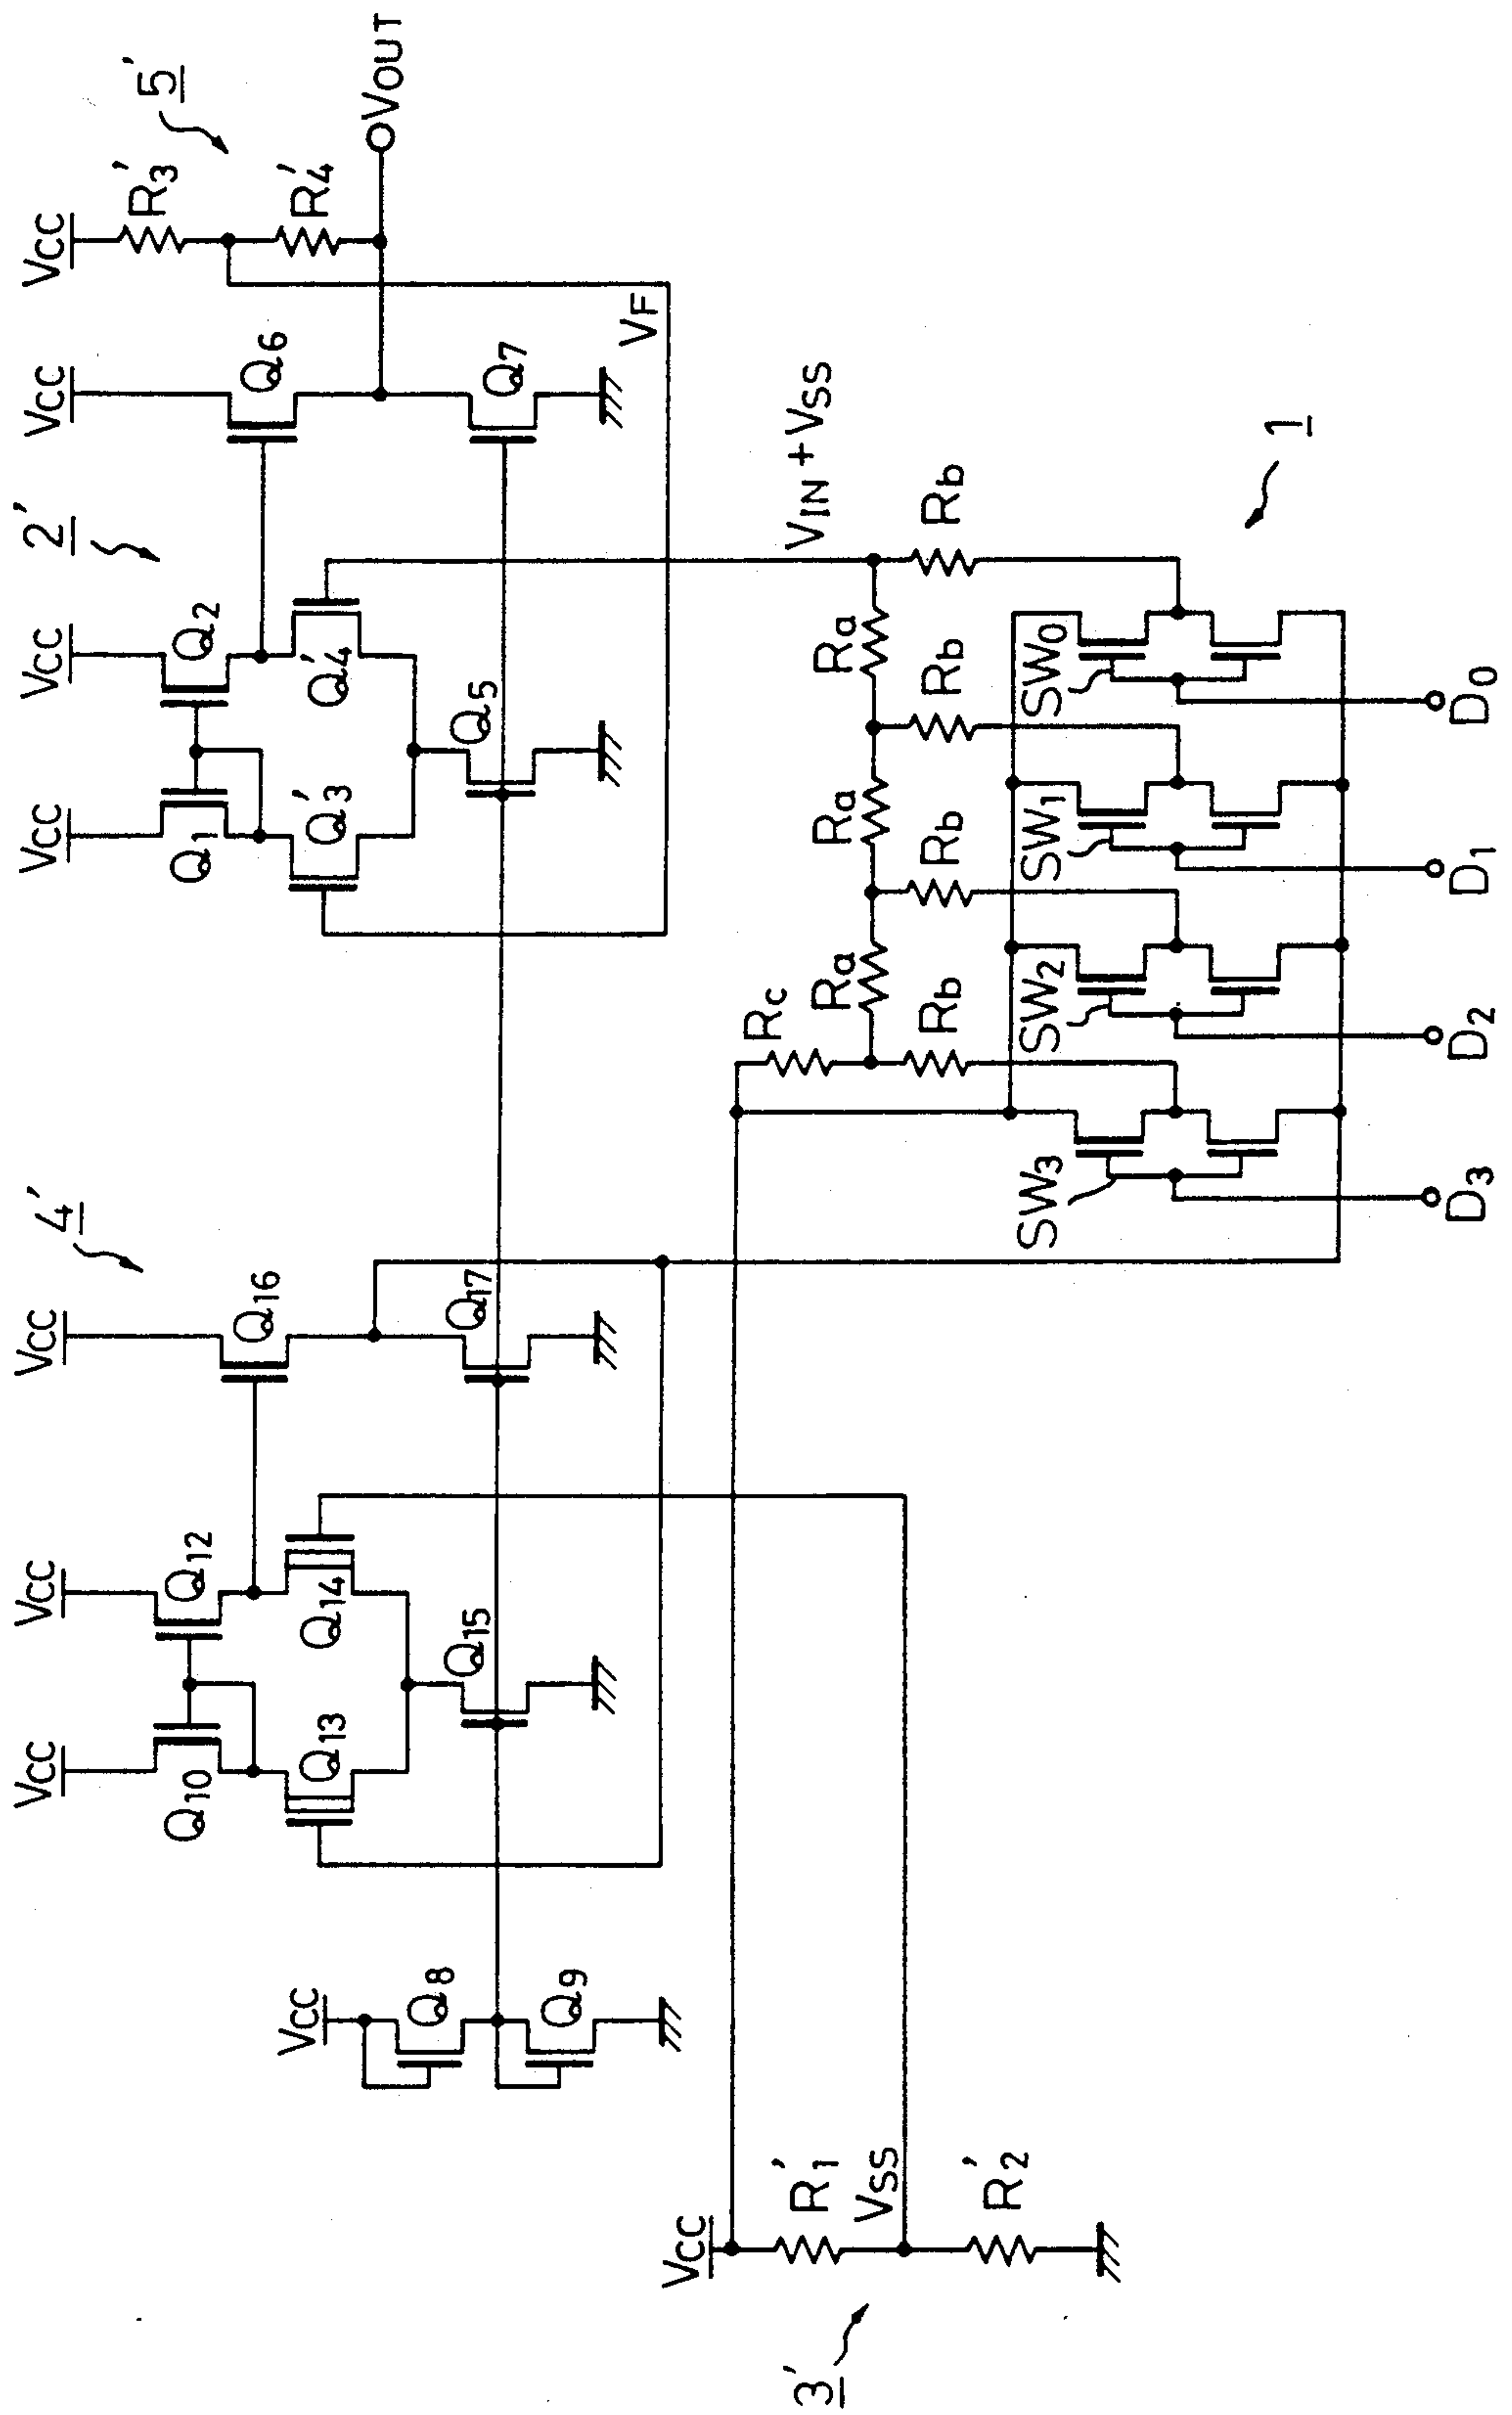 VCC
R3'
5'
R4'
VOUT
VCC
Q6
Q7
VF
2'
VCC
Q2
Q4'
Q5
VCC
Q1
Q3'
VIN + VSS
Rb
1
Ra
Rb
SW0
D0
Ra
Rb
SW1
D1
Ra
Rb
SW2
D2
Rc
Rb
SW3
D3
4'
VCC
Q16
Q17
VCC
Q12
Q14
Q15
VCC
Q10
Q13
VCC
Q8
Q9
VCC
R1'
VSS
R2'
3'